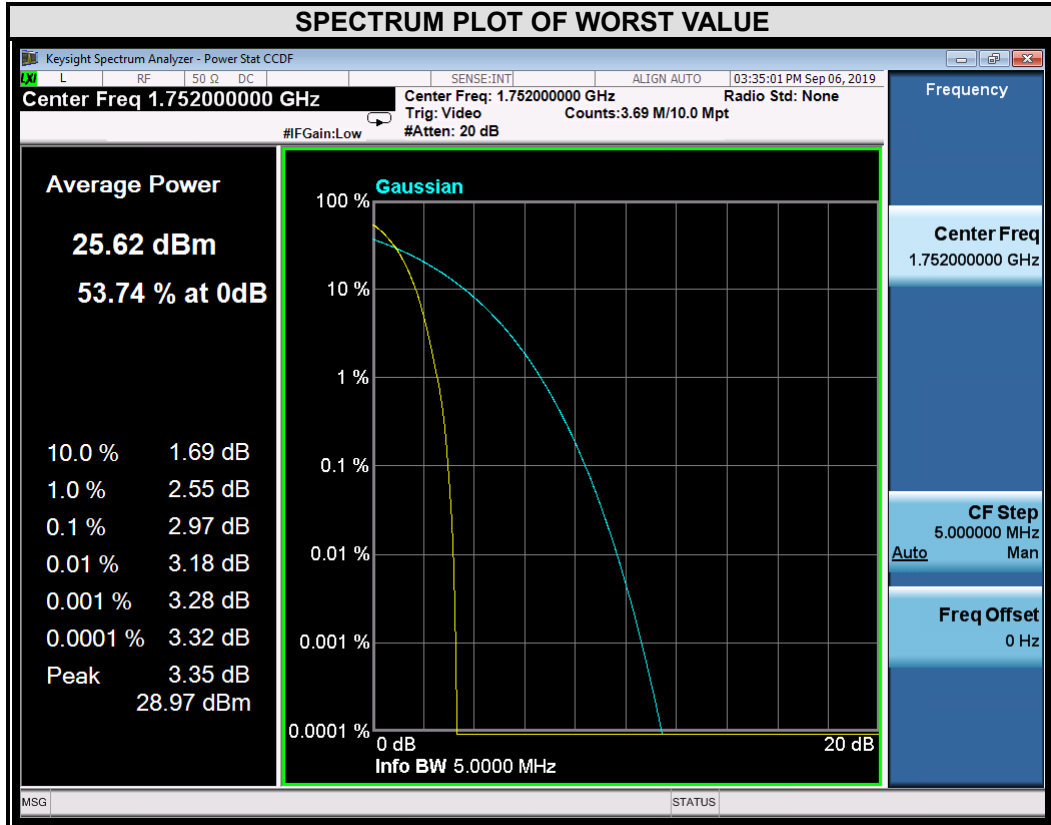 SPECTRUM PLOT OF WORST VALUE
Keysight Spectrum Analyzer - Power Stat CCDF
LXI L RF 50 Ω DC SENSE:INT ALIGN AUTO 03:35:01 PM Sep 06, 2019
Center Freq 1.752000000 GHz
#IFGain:Low
Center Freq: 1.752000000 GHz Radio Std: None
Trig: Video Counts:3.69 M/10.0 Mpt
#Atten: 20 dB
Average Power
25.62 dBm
53.74 % at 0dB
10.0 % 1.69 dB
1.0 % 2.55 dB
0.1 % 2.97 dB
0.01 % 3.18 dB
0.001 % 3.28 dB
0.0001 % 3.32 dB
Peak 3.35 dB
28.97 dBm
Gaussian
100 %
10 %
1 %
0.1 %
0.01 %
0.001 %
0.0001 %
0 dB 20 dB
Info BW 5.0000 MHz
Frequency
Center Freq
1.752000000 GHz
CF Step
5.000000 MHz
Auto Man
Freq Offset
0 Hz
MSG STATUS